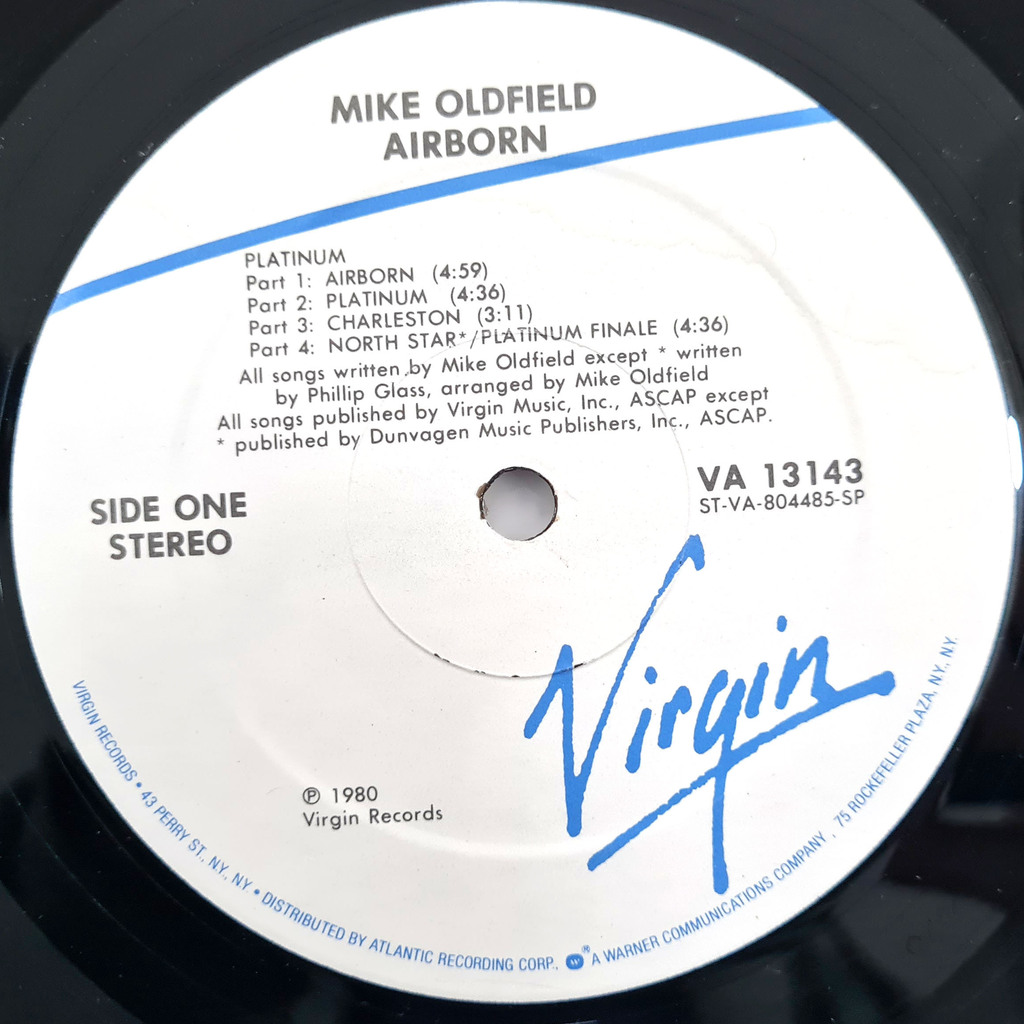 MIKE OLDFIELD
AIRBORN
PLATINUM
Part 1: AIRBORN (4:59)
Part 2: PLATINUM (4:36)
Part 3: CHARLESTON (3:11)
Part 4: NORTH STAR*/PLATINUM FINALE (4:36)
All songs written by Mike Oldfield except * written
by Phillip Glass, arranged by Mike Oldfield
All songs published by Virgin Music, Inc., ASCAP except
* published by Dunvagen Music Publishers, Inc., ASCAP.
SIDE ONE
STEREO
VA 13143
ST-VA-804485-SP
Virgin
℗ 1980
Virgin Records
VIRGIN RECORDS • 43 PERRY ST., NY., NY • DISTRIBUTED BY ATLANTIC RECORDING CORP., W® A WARNER COMMUNICATIONS COMPANY . 75 ROCKEFELLER PLAZA, NY., NY.